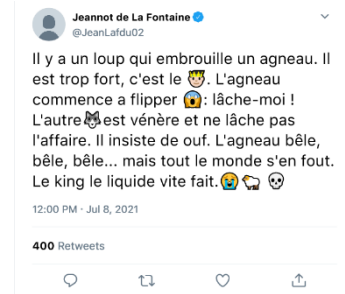 Jeannot de La Fontaine
@JeanLafdu02
Il y a un loup qui embrouille un agneau. Il
est trop fort, c'est le 🤴. L'agneau
commence a flipper 😱: lâche-moi !
L'autre🐺est vénère et ne lâche pas
l'affaire. Il insiste de ouf. L'agneau bêle,
bêle, bêle... mais tout le monde s'en fout.
Le king le liquide vite fait.😭🐑 💀
12:00 PM · Jul 8, 2021
400 Retweets